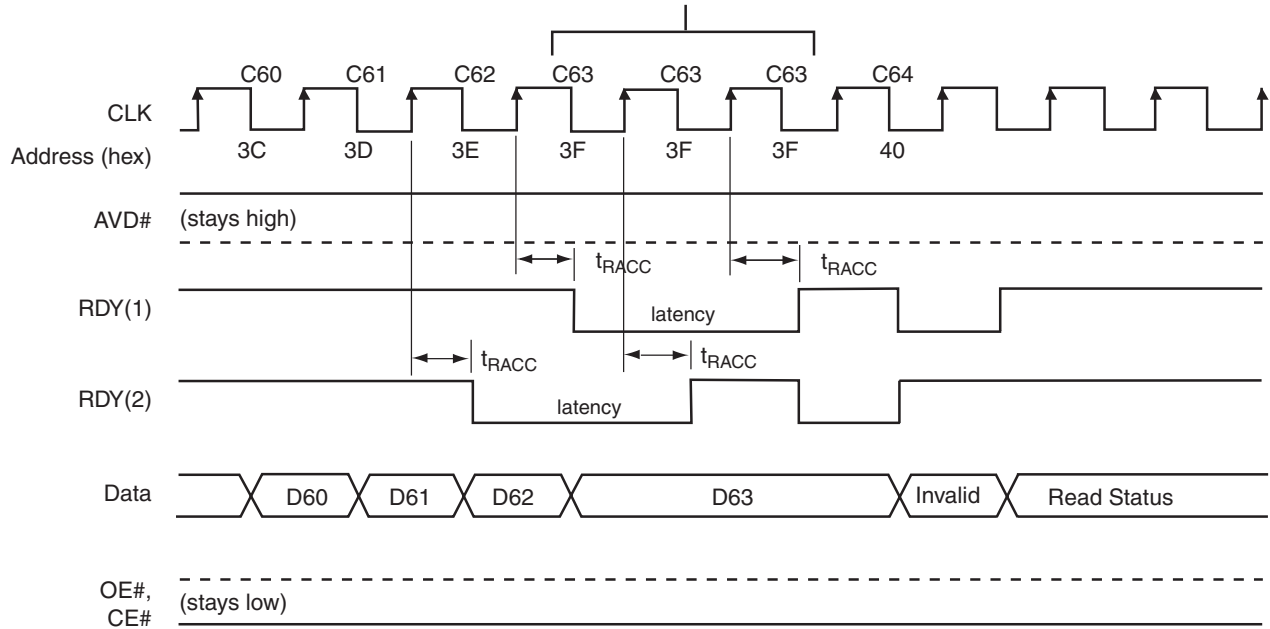 C60 C61 C62 C63 C63 C63 C64
CLK
Address (hex) 3C 3D 3E 3F 3F 3F 40
AVD# (stays high)
tRACC tRACC
RDY(1) latency
tRACC tRACC
RDY(2) latency
Data D60 D61 D62 D63 Invalid Read Status
OE#,
CE# (stays low)